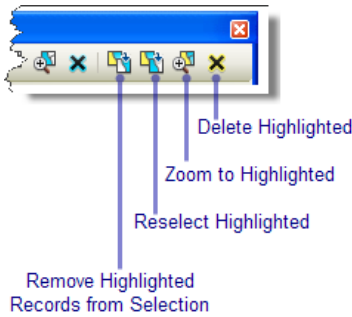 Delete Highlighted
Zoom to Highlighted
Reselect Highlighted
Remove Highlighted
Records from Selection